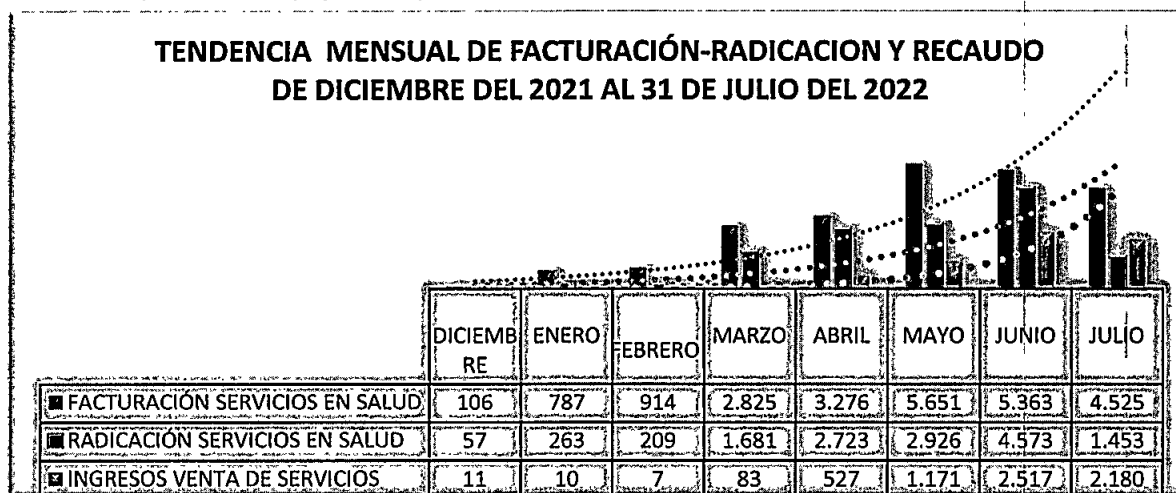 TENDENCIA MENSUAL DE FACTURACIÓN-RADICACION Y RECAUDO
DE DICIEMBRE DEL 2021 AL 31 DE JULIO DEL 2022
DICIEMB
RE ENERO FEBRERO MARZO ABRIL MAYO JUNIO JULIO
FACTURACIÓN SERVICIOS EN SALUD 106 787 914 2.825 3.276 5.651 5.363 4.525
RADICACIÓN SERVICIOS EN SALUD 57 263 209 1.681 2.723 2.926 4.573 1.453
INGRESOS VENTA DE SERVICIOS 11 10 7 83 527 1.171 2.517 2.180